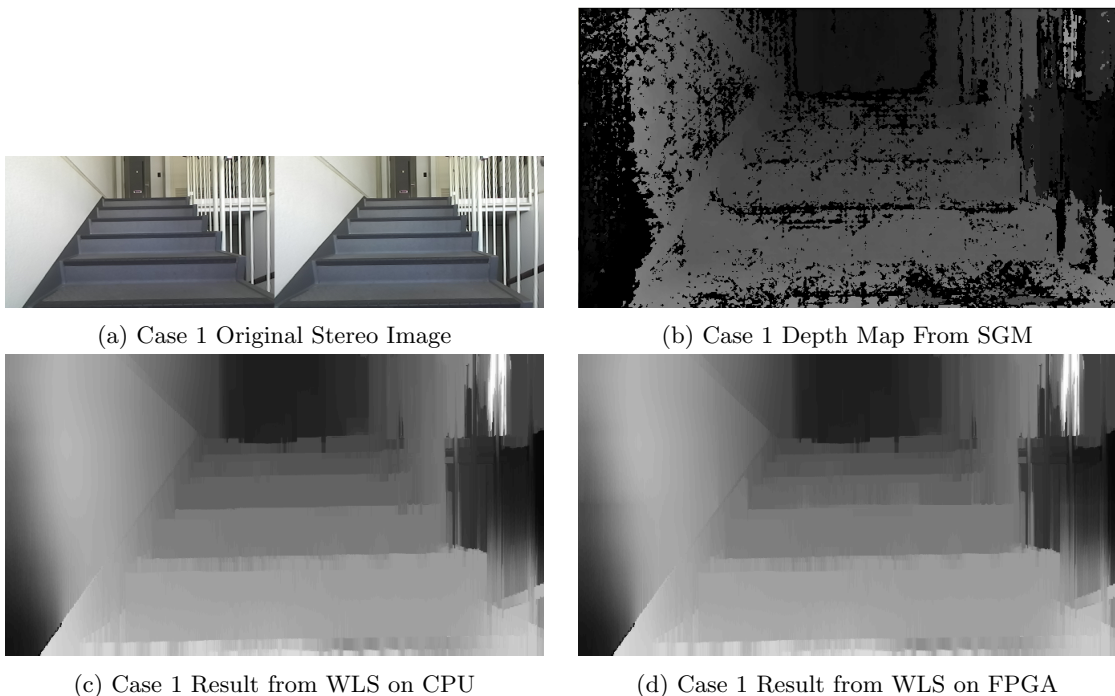 (a) Case 1 Original Stereo Image
(b) Case 1 Depth Map From SGM
(c) Case 1 Result from WLS on CPU
(d) Case 1 Result from WLS on FPGA